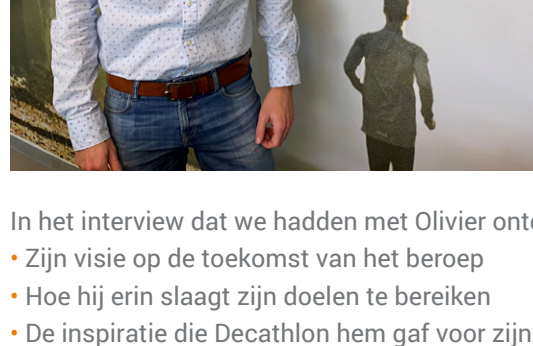 In het interview dat we hadden met Olivier
• Zijn visie op de toekomst van het beroep
• Hoe hij erin slaagt zijn doelen te bereiken
• De inspiratie die Decathlon hem gaf voor zijn